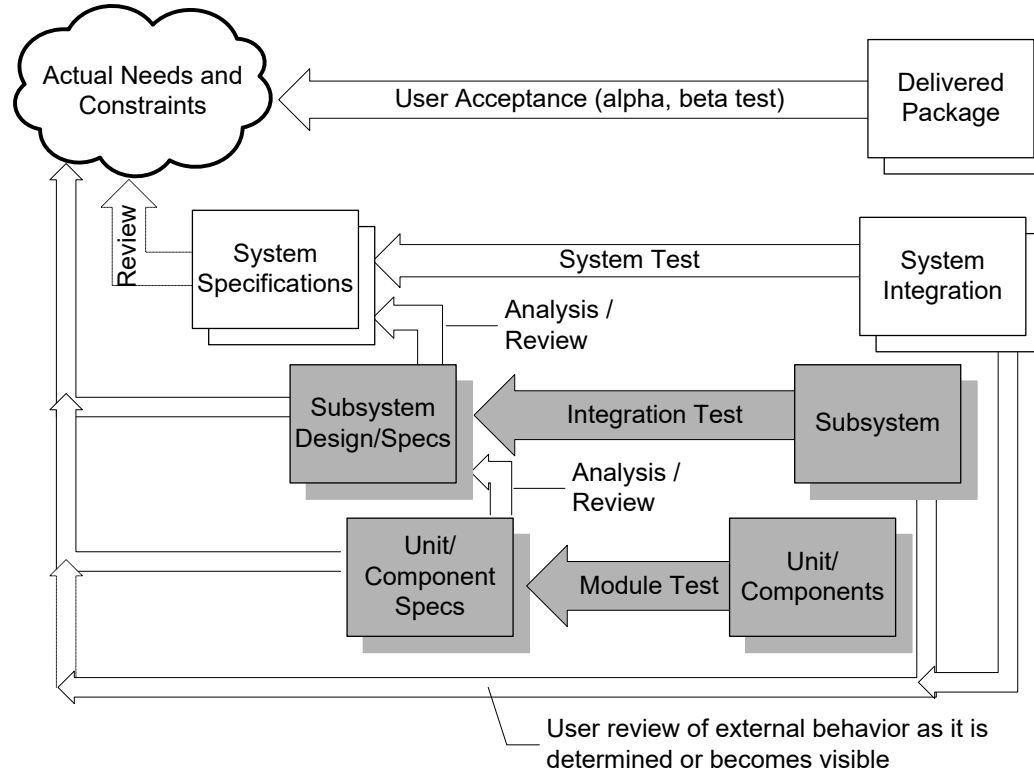 Actual Needs and
Constraints
User Acceptance (alpha, beta test)
Delivered
Package
Review
System
Specifications
System Test
System
Integration
Analysis /
Review
Subsystem
Design/Specs
Integration Test
Subsystem
Analysis /
Review
Unit/
Component
Specs
Module Test
Unit/
Components
User review of external behavior as it is
determined or becomes visible